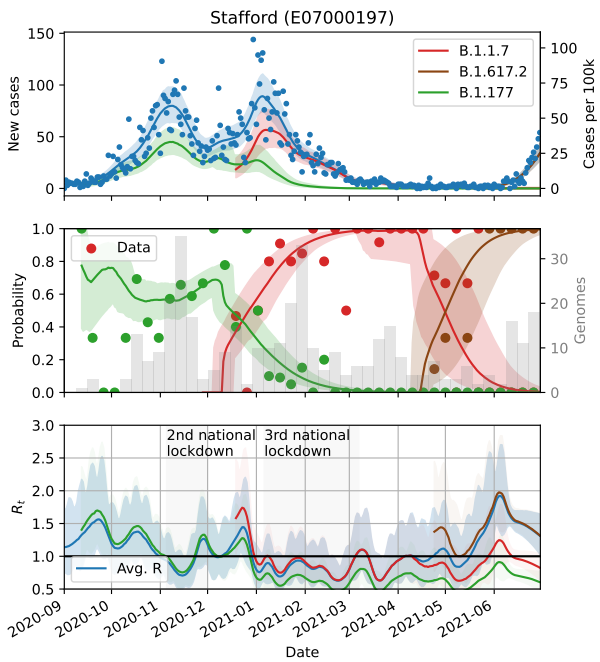 Stafford (E07000197)
150
100
50
0
New cases
100
75
50
25
0
Cases per 100k
B.1.1.7
B.1.617.2
B.1.177
1.0
0.8
0.6
0.4
0.2
0.0
Probability
Data
30
20
10
0
Genomes
3.0
2.5
2.0
1.5
1.0
0.5
Rt
2nd national
lockdown
3rd national
lockdown
Avg. R
2020-09
2020-10
2020-11
2020-12
2021-01
2021-02
2021-03
2021-04
2021-05
2021-06
Date